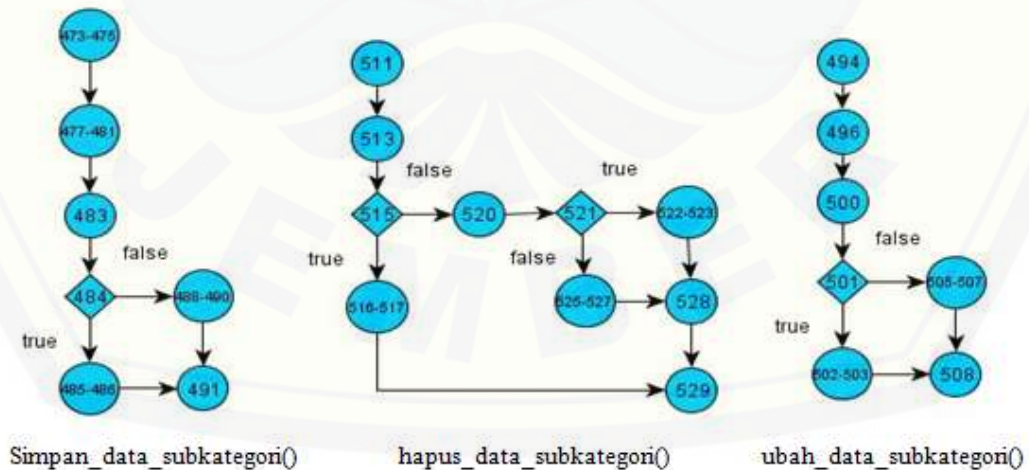 473-475
477-481
483
false
484
488-490
true
485-486
491
Simpan_data_subkategori()
511
513
false
true
515
520
521
522-523
true
false
516-517
525-527
528
529
hapus_data_subkategori()
494
496
500
false
501
505-507
true
502-503
508
ubah_data_subkategori()
JEMBER